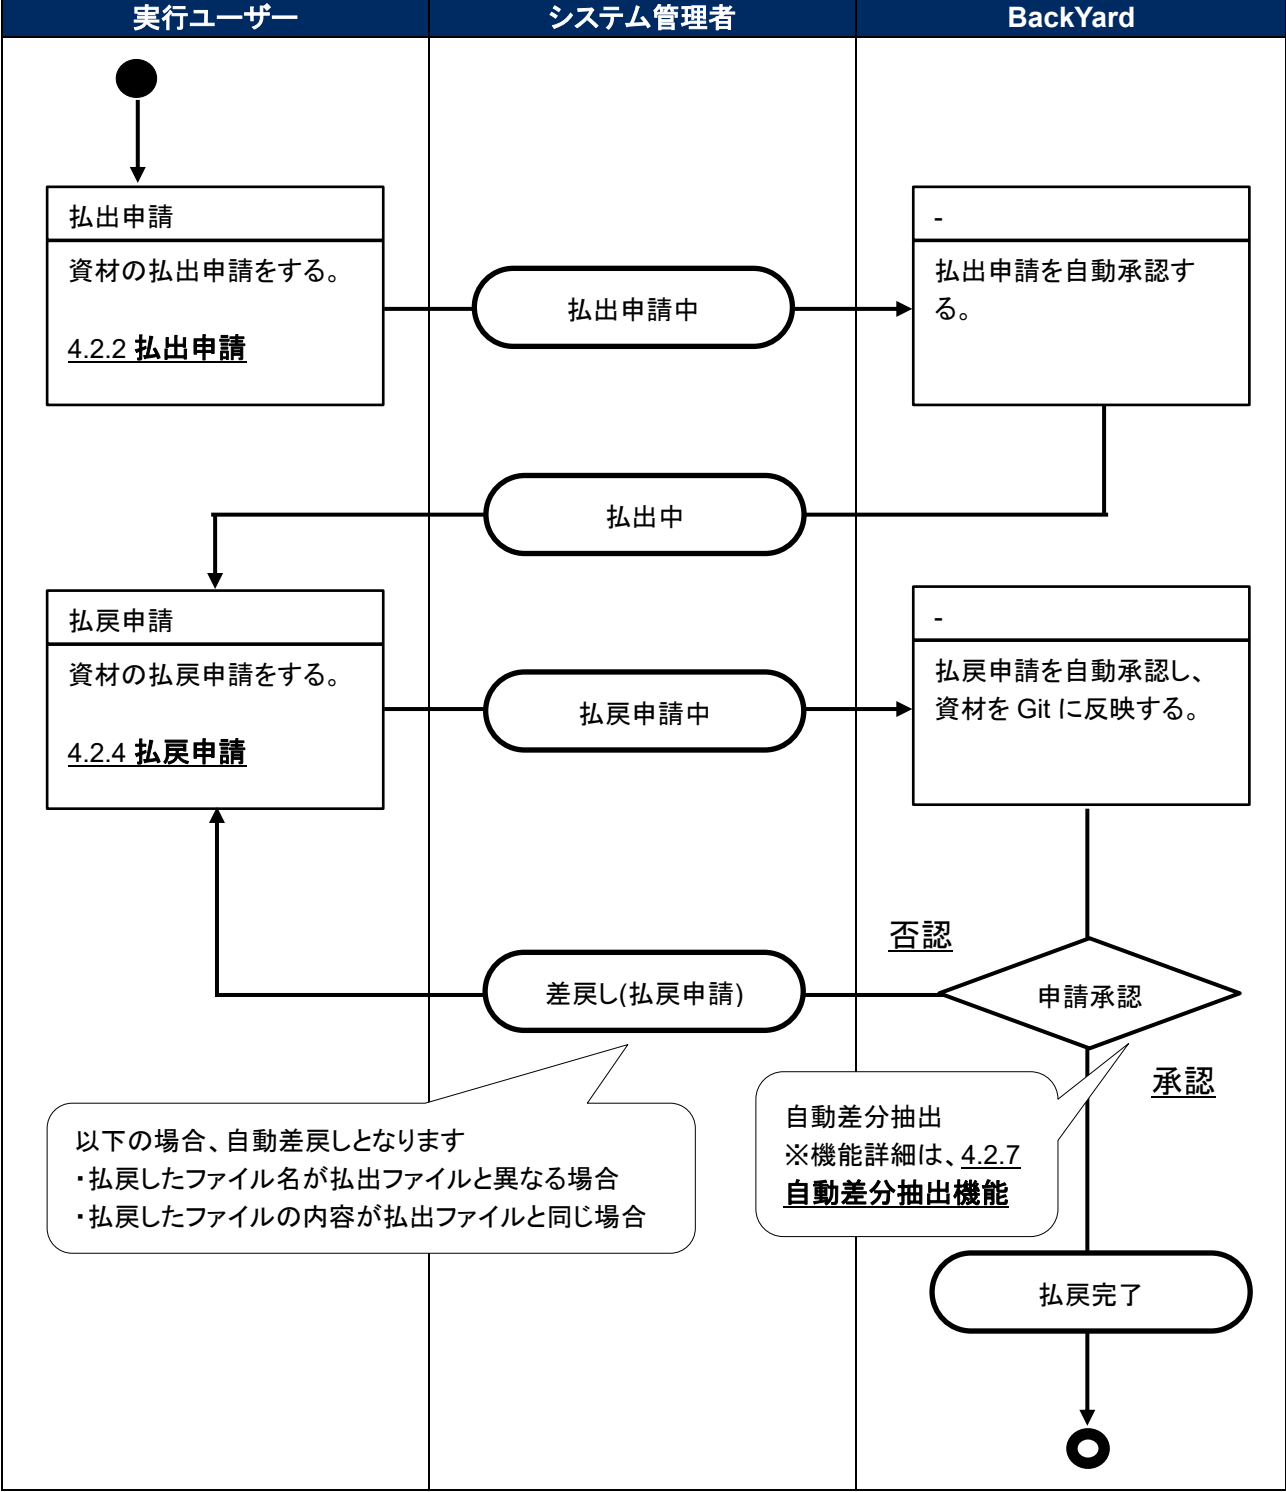 実行ユーザー
システム管理者
BackYard
払出申請
資材の払出申請をする。
4.2.2 払出申請
払出申請中
-
払出申請を自動承認す
る。
払出中
払戻申請
資材の払戻申請をする。
4.2.4 払戻申請
払戻申請中
-
払戻申請を自動承認し、
資材を Git に反映する。
否認
差戻し(払戻申請)
申請承認
承認
以下の場合、自動差戻しとなります
・払戻したファイル名が払出ファイルと異なる場合
・払戻したファイルの内容が払出ファイルと同じ場合
自動差分抽出
※機能詳細は、4.2.7
自動差分抽出機能
払戻完了